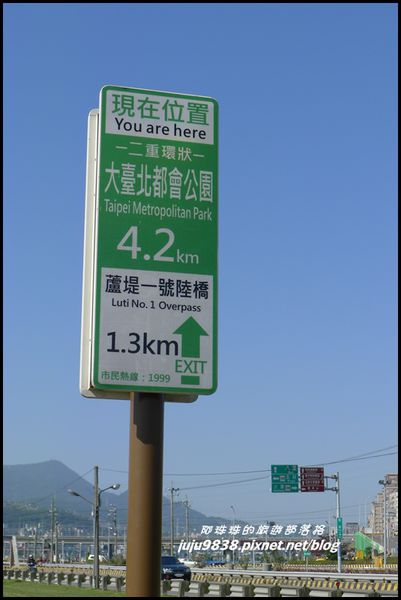 現在位置
You are here
二重環狀
大臺北都會公園
Taipei Metropolitan Park
4.2km
蘆堤一號陸橋
Luti No. 1 Overpass
1.3km
EXIT
市民熱線：1999
阿珠珠的旅遊部落格
juju9838.pixnet.net/blog